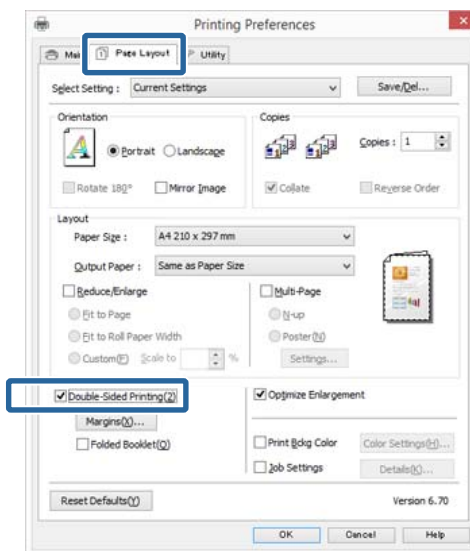 Printing Preferences
Main Page Layout Utility
Select Setting : Current Settings Save/Del...
Orientation Copies
Portrait Landscape Copies : 1
Rotate 180° Mirror Image Collate Reverse Order
Layout
Paper Size : A4 210 x 297 mm
Output Paper : Same as Paper Size
Reduce/Enlarge Multi-Page
Fit to Page N-up
Fit to Roll Paper Width Poster(N)
Custom(F) Scale to % Settings...
Double-Sided Printing(2) Optimize Enlargement
Margins(X)...
Folded Booklet(Q) Print Bckg Color Color Settings(H)...
Job Settings Details(K)...
Reset Defaults(Y) Version 6.70
OK Cancel Help